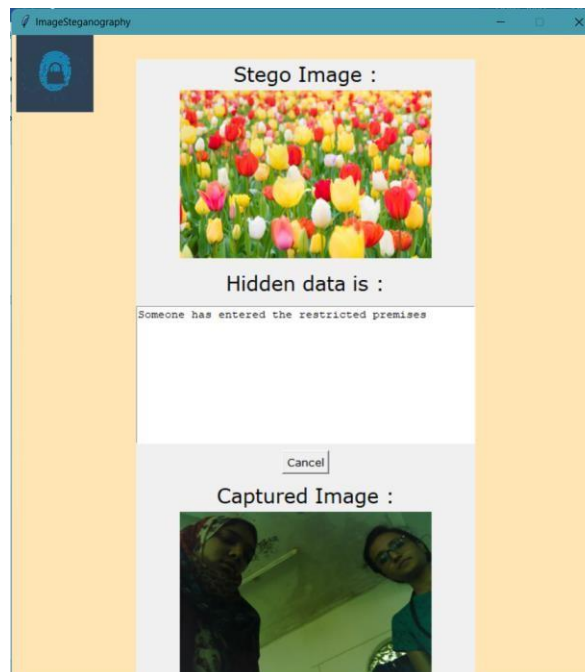 ImageSteganography
Stego Image :
Hidden data is :
Someone has entered the restricted premises
Cancel
Captured Image :